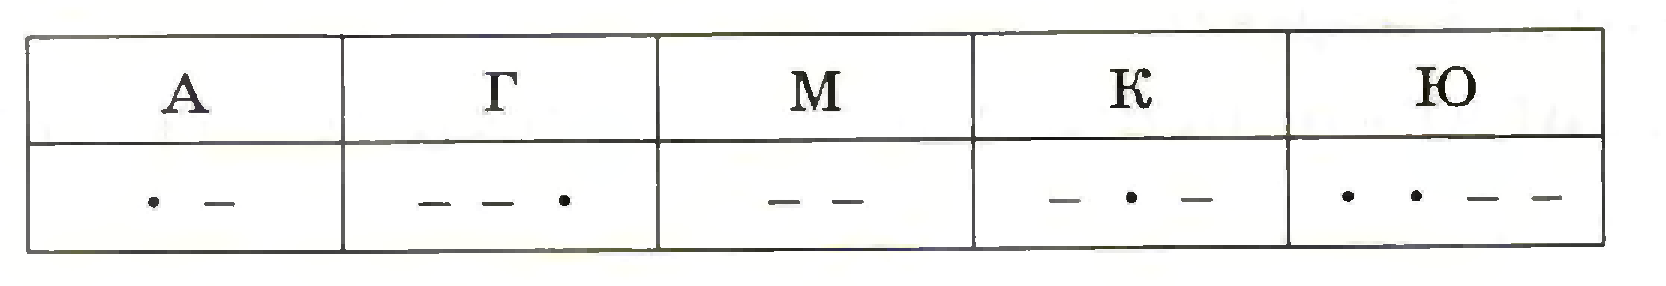 А Г М К Ю
• – – – • – – – • – • • – –